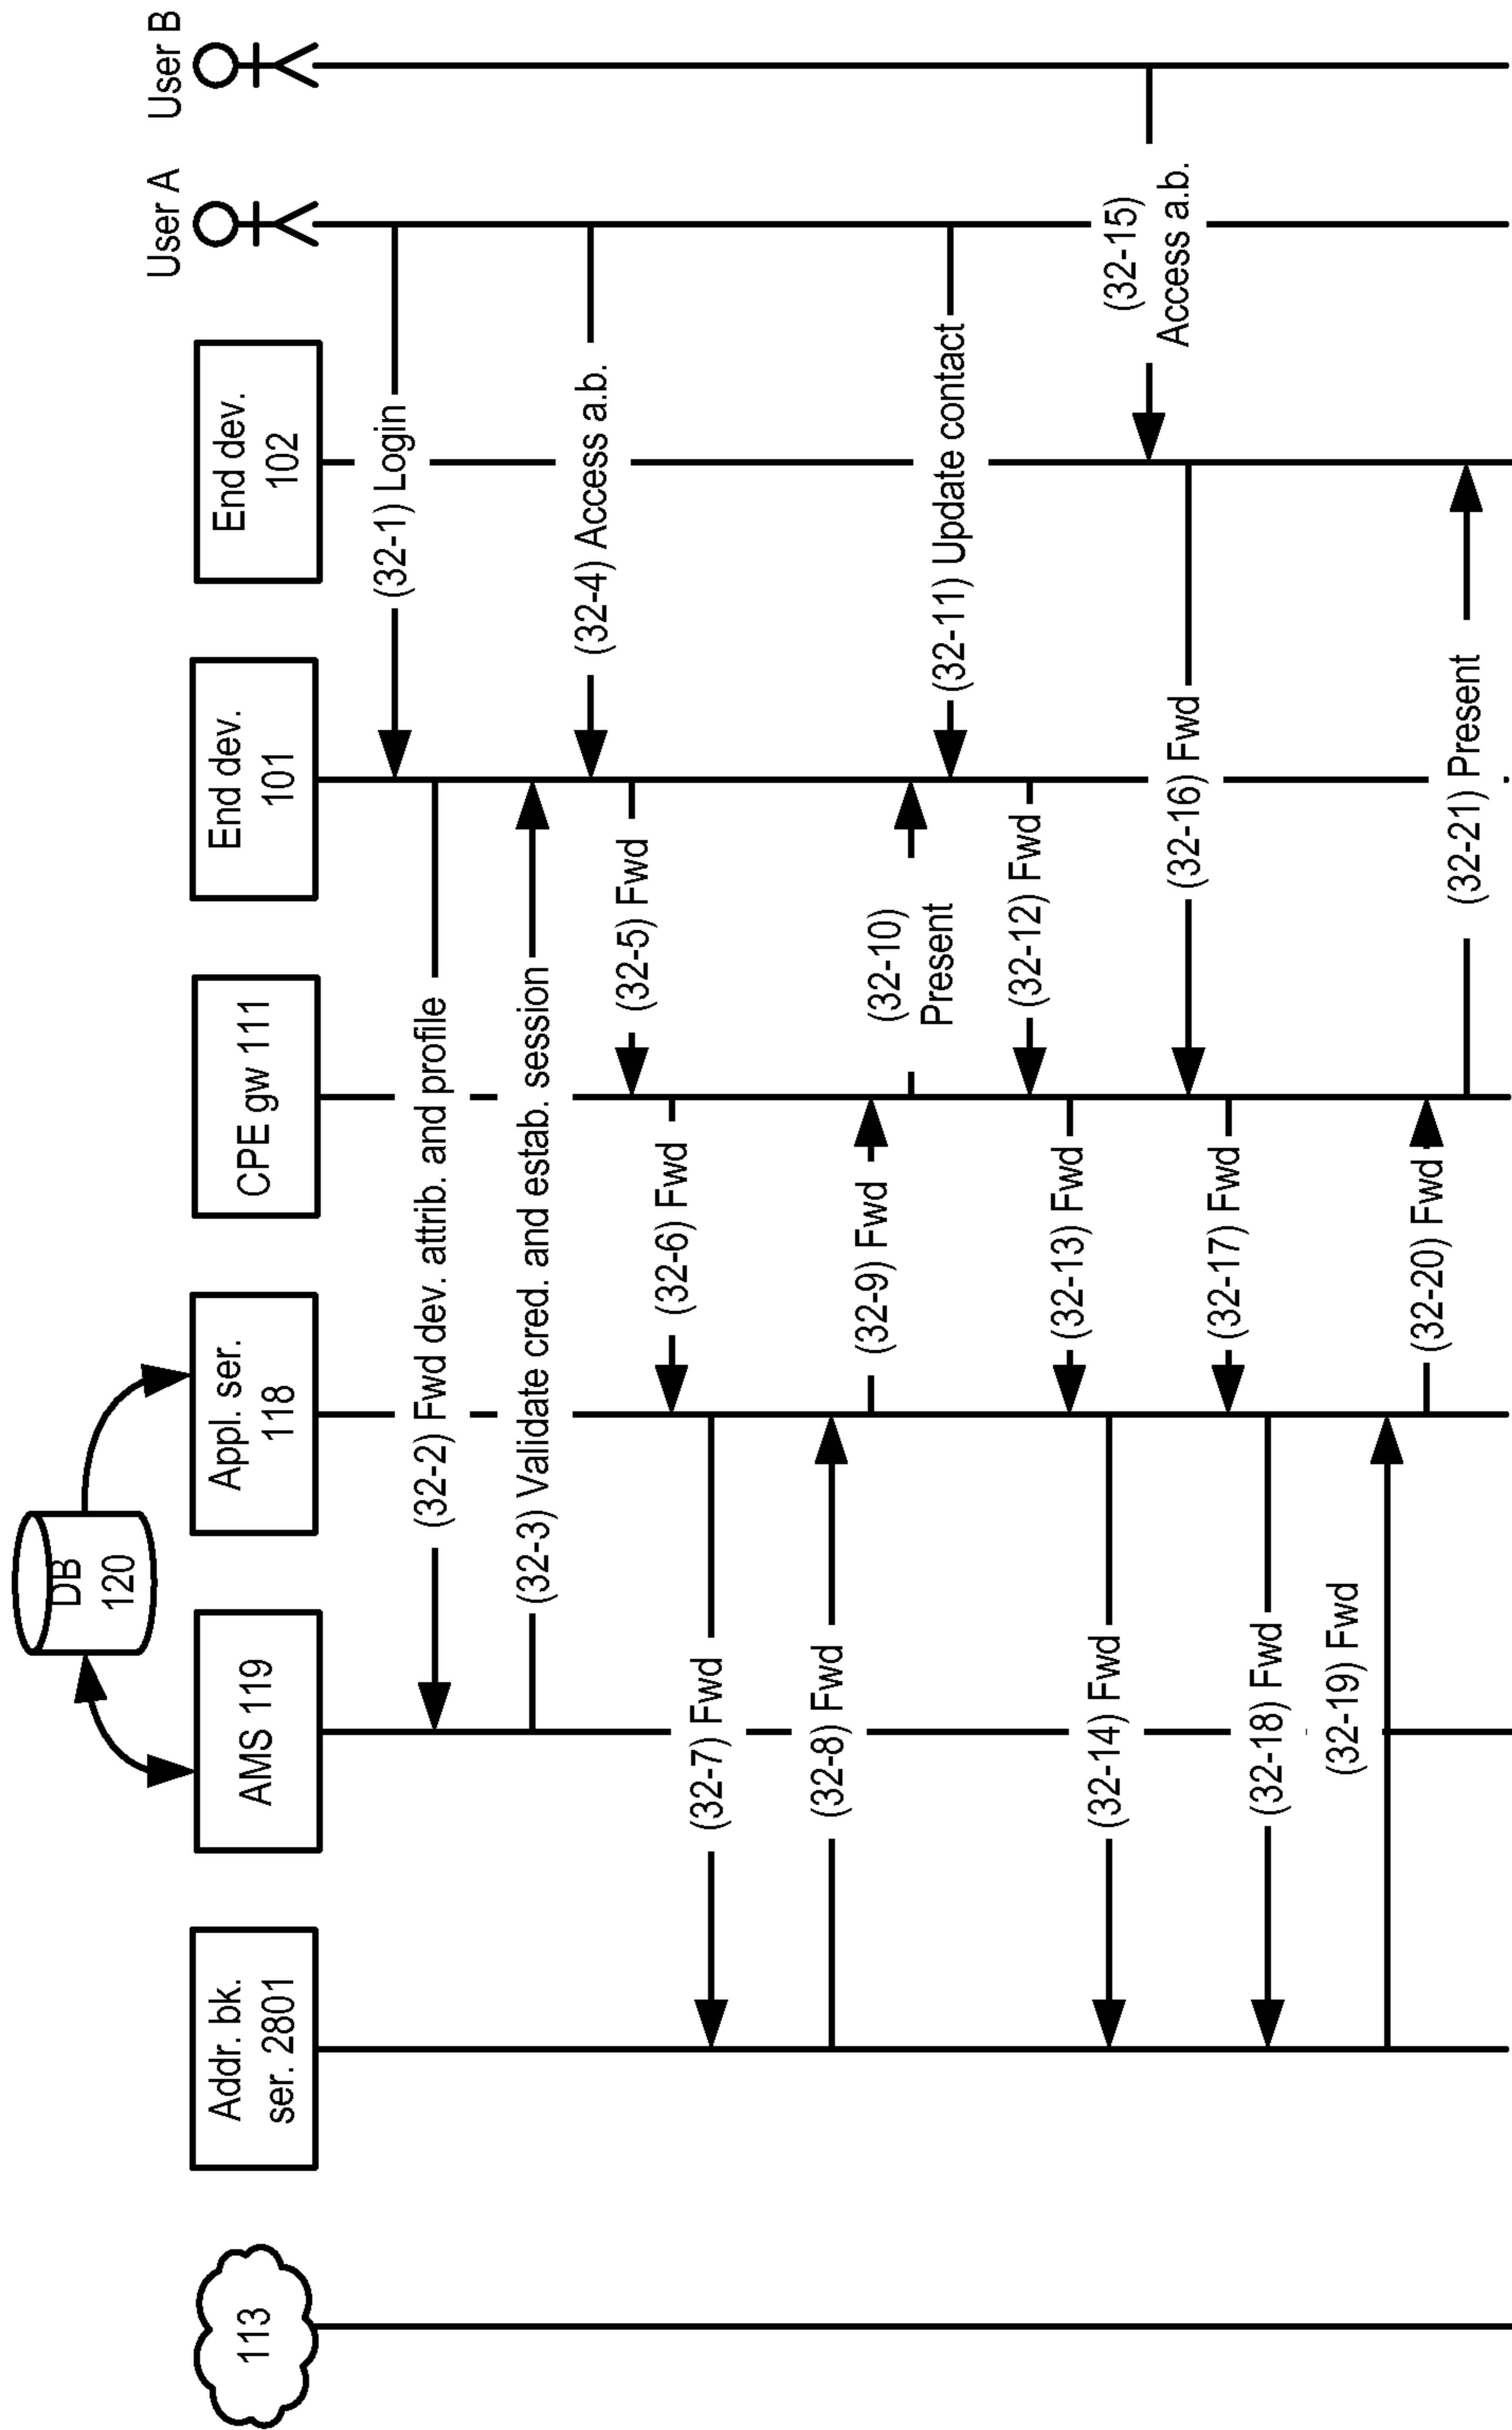 113
Addr. bk.
ser. 2801
AMS 119
DB
120
Appl. ser.
118
CPE gw 111
End dev.
101
End dev.
102
User A
User B
(32-1) Login
(32-2) Fwd dev. attrib. and profile
(32-3) Validate cred. and estab. session
(32-4) Access a.b.
(32-5) Fwd
(32-6) Fwd
(32-7) Fwd
(32-8) Fwd
(32-9) Fwd
(32-10)
Present
(32-11) Update contact
(32-12) Fwd
(32-13) Fwd
(32-14) Fwd
(32-15)
Access a.b.
(32-16) Fwd
(32-17) Fwd
(32-18) Fwd
(32-19) Fwd
(32-20) Fwd
(32-21) Present